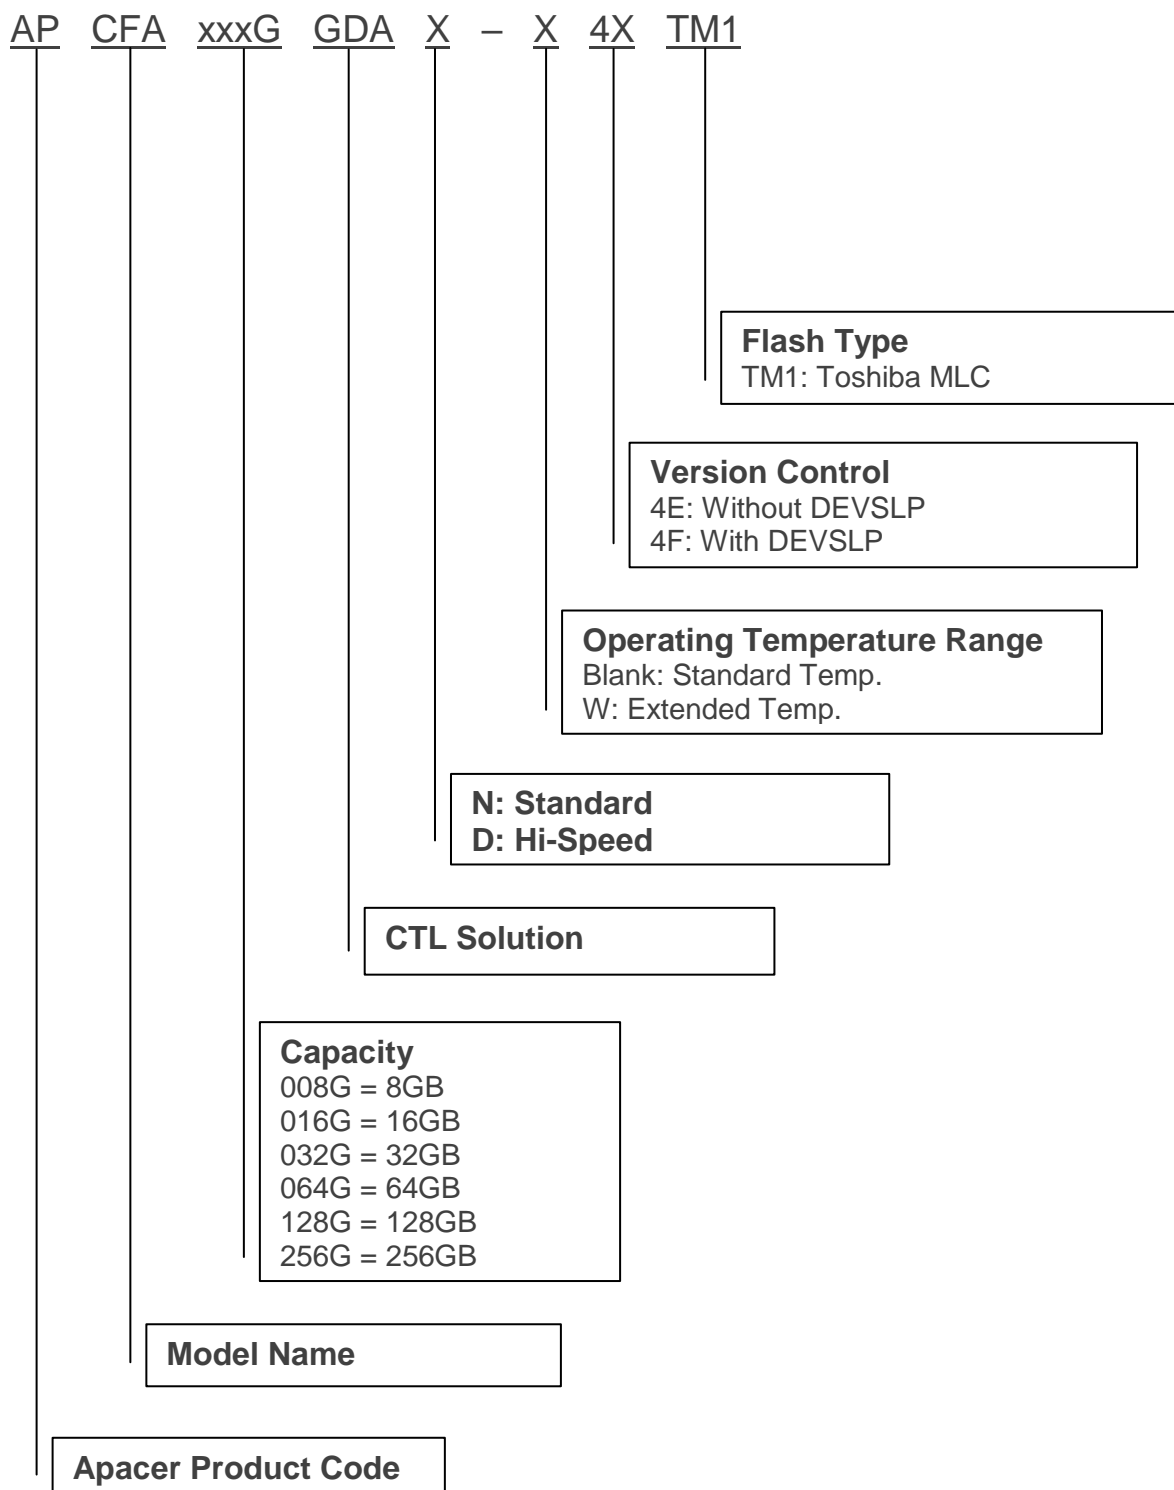 AP CFA xxxG GDA X – X 4X TM1
Flash Type
TM1: Toshiba MLC
Version Control
4E: Without DEVSLP
4F: With DEVSLP
Operating Temperature Range
Blank: Standard Temp.
W: Extended Temp.
N: Standard
D: Hi-Speed
CTL Solution
Capacity
008G = 8GB
016G = 16GB
032G = 32GB
064G = 64GB
128G = 128GB
256G = 256GB
Model Name
Apacer Product Code